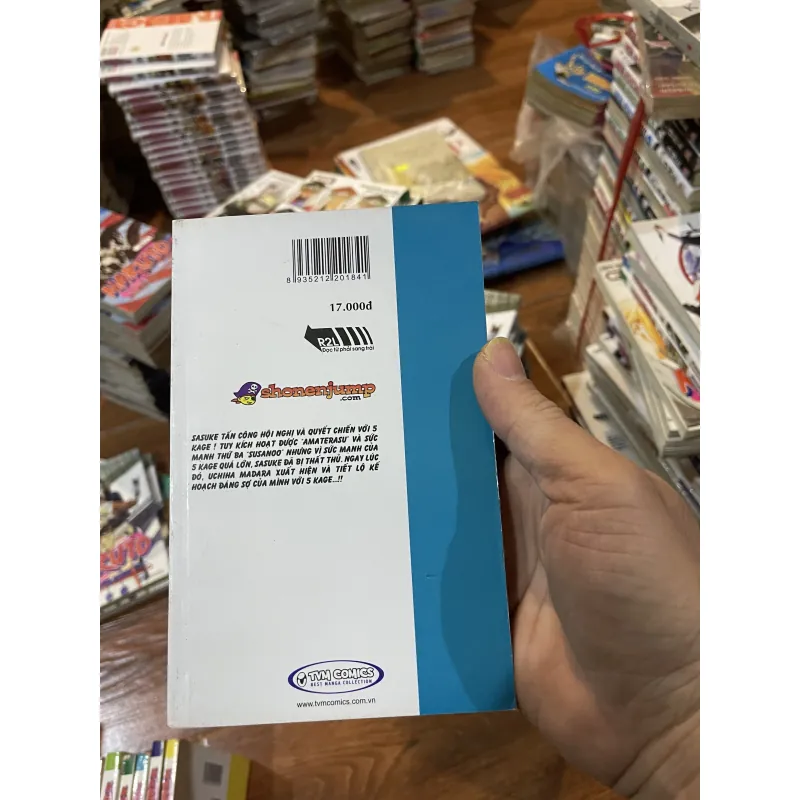 8 935212 201841
17.000đ
R2L
Đọc từ phải sang trái
shonenjump
.com
SASUKE TẤN CÔNG HỘI NGHỊ VÀ QUYẾT CHIẾN VỚI 5
KAGE ! TUY KÍCH HOẠT ĐƯỢC "AMATERASU" VÀ SỨC
MẠNH THỨ BA "SUSANOO" NHƯNG VÌ SỨC MẠNH CỦA
5 KAGE QUÁ LỚN, SASUKE ĐÃ BỊ THẤT THỦ. NGAY LÚC
ĐÓ, UCHIHA MADARA XUẤT HIỆN VÀ TIẾT LỘ KẾ
HOẠCH ĐÁNG SỢ CỦA MÌNH VỚI 5 KAGE...!!
TVM COMICS
BEST MANGA COLLECTION
www.tvmcomics.com.vn